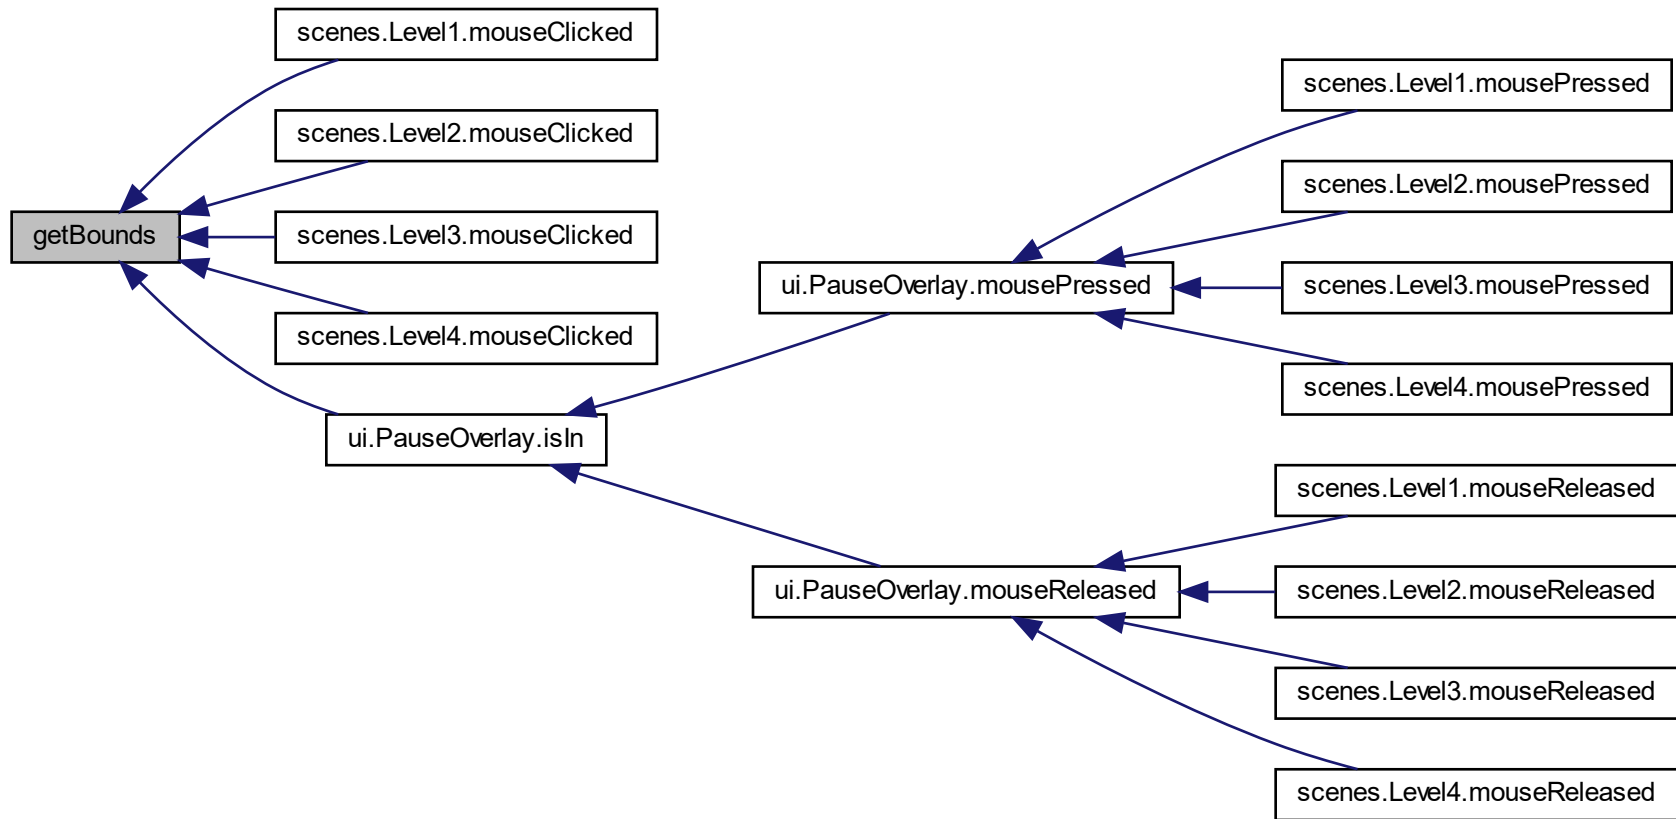 scenes.Level1.mouseClicked
scenes.Level2.mouseClicked
getBounds
scenes.Level3.mouseClicked
scenes.Level4.mouseClicked
ui.PauseOverlay.isIn
ui.PauseOverlay.mousePressed
scenes.Level1.mousePressed
scenes.Level2.mousePressed
scenes.Level3.mousePressed
scenes.Level4.mousePressed
ui.PauseOverlay.mouseReleased
scenes.Level1.mouseReleased
scenes.Level2.mouseReleased
scenes.Level3.mouseReleased
scenes.Level4.mouseReleased